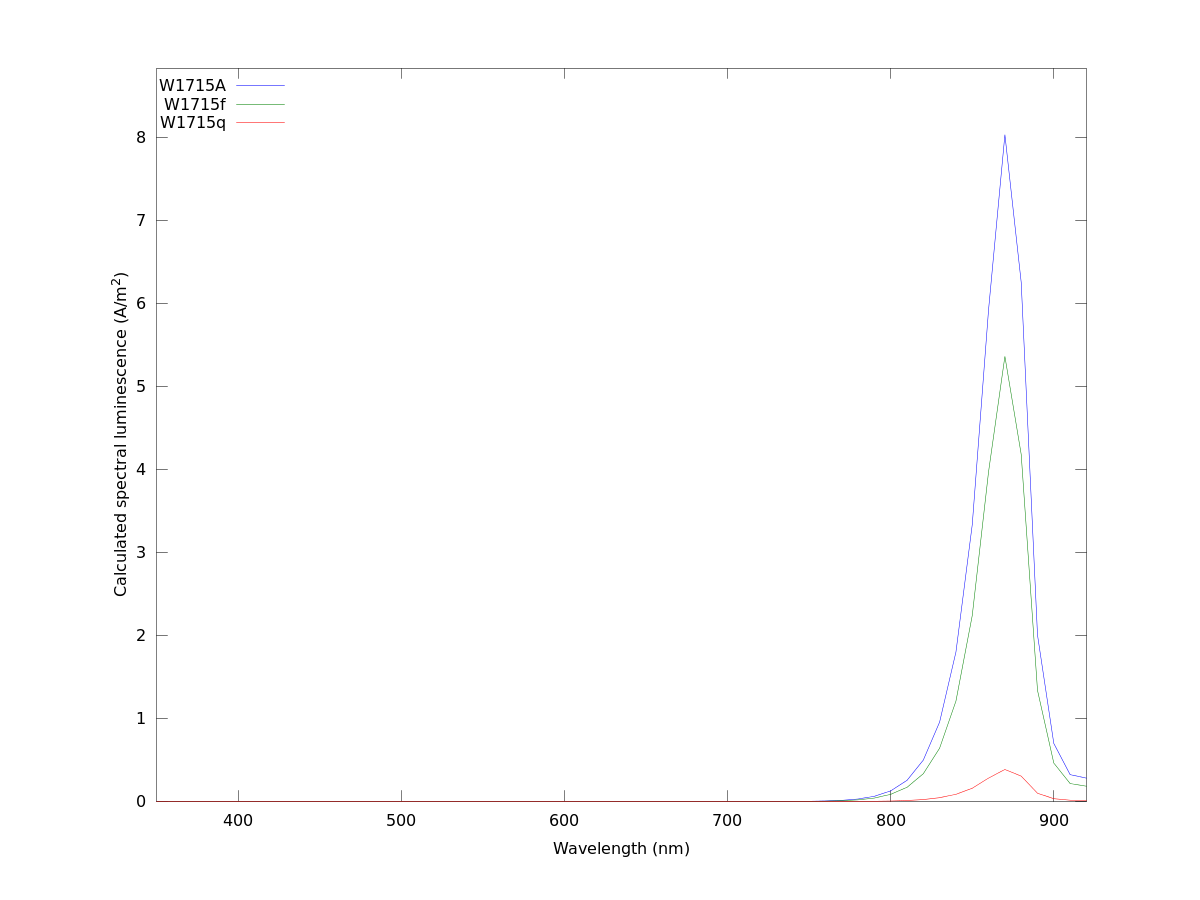 W1715A
W1715f
W1715q
8
7
6
5
4
3
2
1
0
Calculated spectral luminescence (A/m²)
400 500 600 700 800 900
Wavelength (nm)